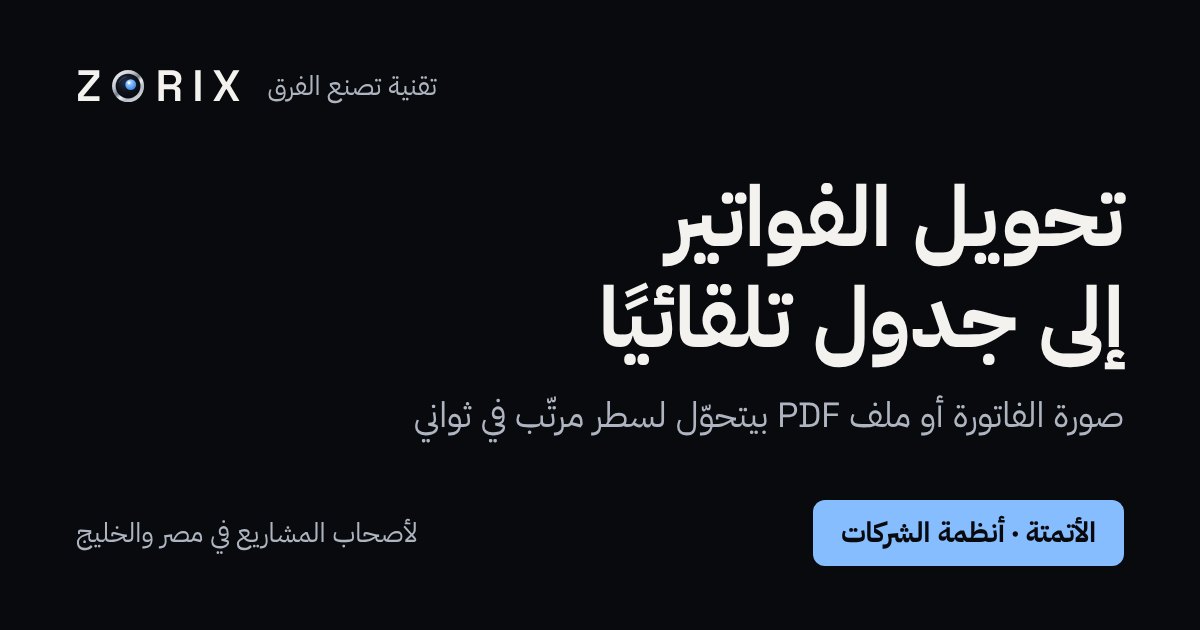 ZORIX تقنية تصنع الفرق
تحويل الفواتير
إلى جدول تلقائيًا
صورة الفاتورة أو ملف PDF بيتحوّل لسطر مرتّب في ثواني
الأتمتة · أنظمة الشركات
لأصحاب المشاريع في مصر والخليج